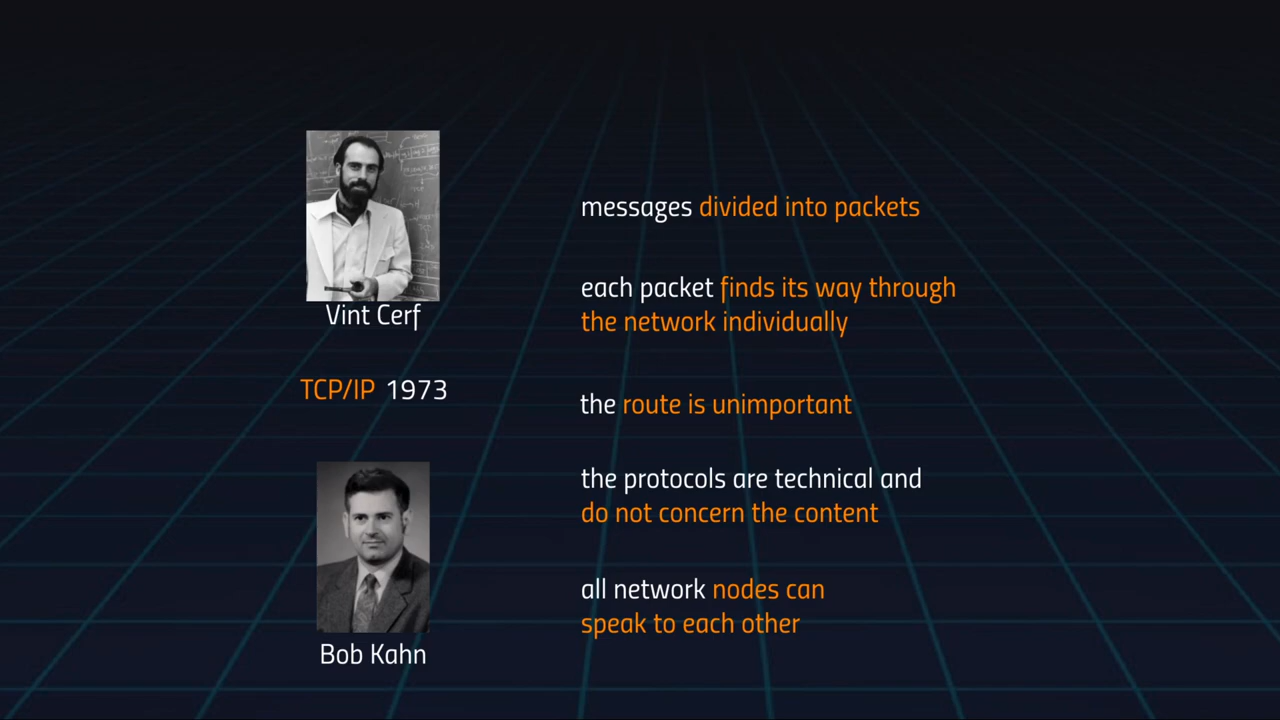 Vint Cerf
TCP/IP 1973
Bob Kahn
messages divided into packets
each packet finds its way through
the network individually
the route is unimportant
the protocols are technical and
do not concern the content
all network nodes can
speak to each other